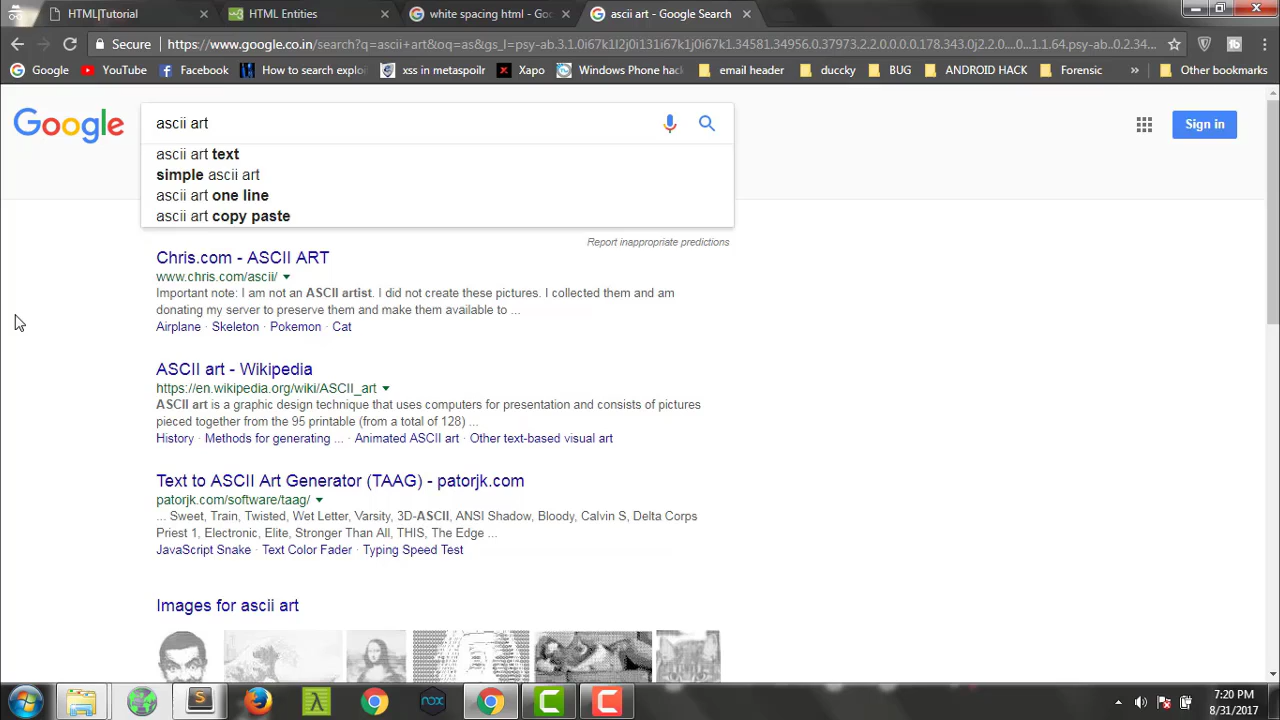 HTML|Tutorial
HTML Entities
white spacing html - Goo
ascii art - Google Search
Secure
https://www.google.co.in/search?q=ascii+art&oq=as&gs_l=psy-ab.3.1.0i67k1l2j0i131i67k1j0i67k1.34581.34956.0.37973.2.2.0.0.0.0.178.343.0j2.2.0....0...1.1.64.psy-ab..0.2.34...
Google
YouTube
Facebook
How to search exploi
xss in metaspoilr
Xapo
Windows Phone hac
email header
duccky
BUG
ANDROID HACK
Forensic
»
Other bookmarks
Google
ascii art
Sign in
ascii art text
simple ascii art
ascii art one line
ascii art copy paste
Report inappropriate predictions
Chris.com - ASCII ART
www.chris.com/ascii/
Important note: I am not an ASCII artist. I did not create these pictures. I collected them and am
donating my server to preserve them and make them available to ...
Airplane · Skeleton · Pokemon · Cat
ASCII art - Wikipedia
https://en.wikipedia.org/wiki/ASCII_art
ASCII art is a graphic design technique that uses computers for presentation and consists of pictures
pieced together from the 95 printable (from a total of 128) ...
History · Methods for generating ... · Animated ASCII art · Other text-based visual art
Text to ASCII Art Generator (TAAG) - patorjk.com
patorjk.com/software/taag/
... Sweet, Train, Twisted, Wet Letter, Varsity, 3D-ASCII, ANSI Shadow, Bloody, Calvin S, Delta Corps
Priest 1, Electronic, Elite, Stronger Than All, THIS, The Edge ...
JavaScript Snake · Text Color Fader · Typing Speed Test
Images for ascii art
nox
7:20 PM
8/31/2017